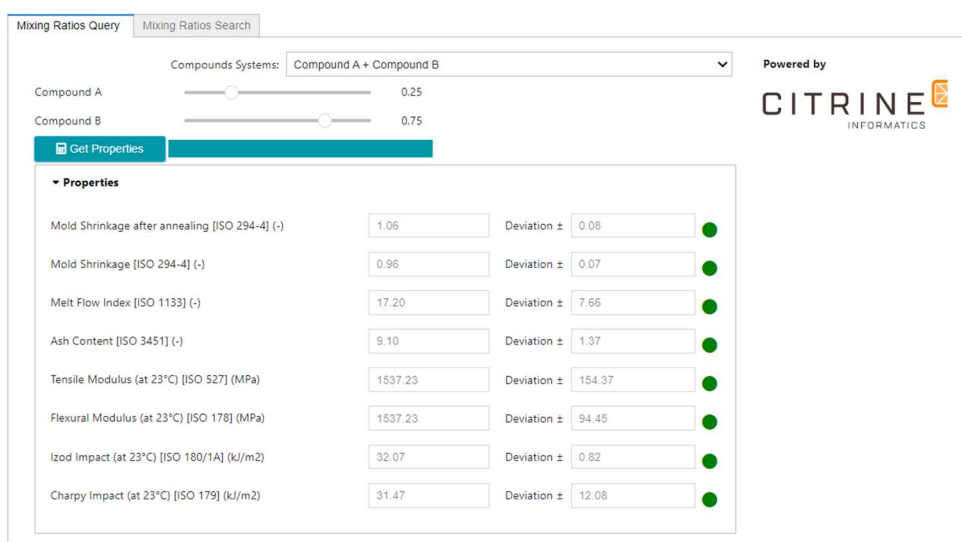 Mixing Ratios Query Mixing Ratios Search
Compounds Systems: Compound A + Compound B
Powered by
Compound A 0.25
CITRINE
INFORMATICS
Compound B 0.75
Get Properties
Properties
Mold Shrinkage after annealing [ISO 294-4] (-) 1.06 Deviation ± 0.08
Mold Shrinkage [ISO 294-4] (-) 0.96 Deviation ± 0.07
Melt Flow Index [ISO 1133] (-) 17.20 Deviation ± 7.66
Ash Content [ISO 3451] (-) 9.10 Deviation ± 1.37
Tensile Modulus (at 23°C) [ISO 527] (MPa) 1537.23 Deviation ± 154.37
Flexural Modulus (at 23°C) [ISO 178] (MPa) 1537.23 Deviation ± 94.45
Izod Impact (at 23°C) [ISO 180/1A] (kJ/m2) 32.07 Deviation ± 0.82
Charpy Impact (at 23°C) [ISO 179] (kJ/m2) 31.47 Deviation ± 12.08